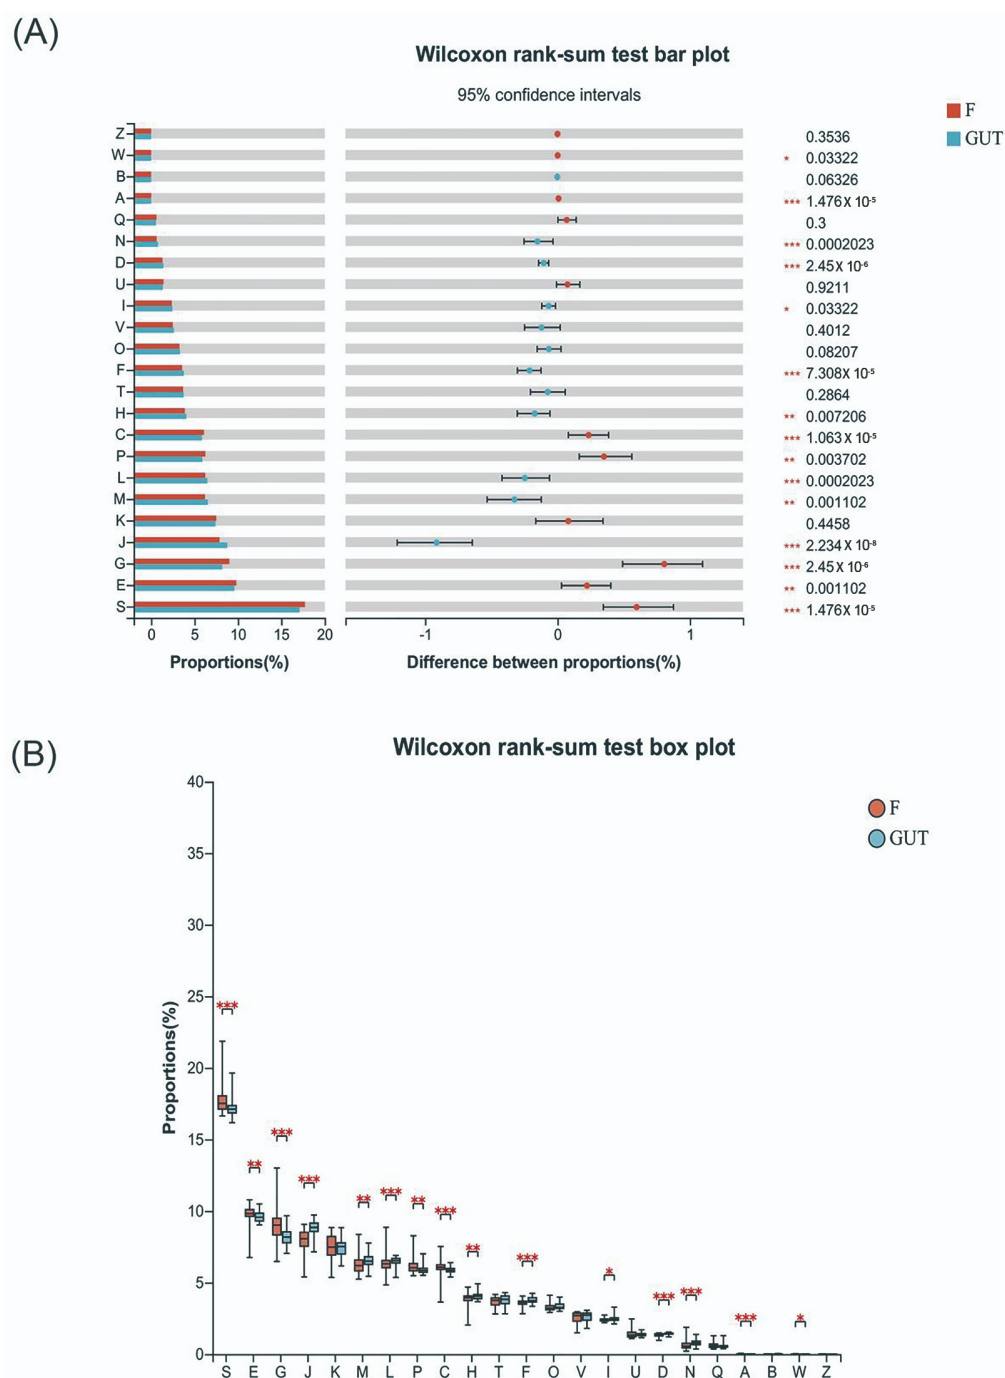 (A)
Wilcoxon rank-sum test bar plot
95% confidence intervals
F
GUT
Z 0.3536
W * 0.03322
B 0.06326
A *** 1.476X 10⁻⁵
Q 0.3
N *** 0.0002023
D *** 2.45X 10⁻⁶
U 0.9211
I * 0.03322
V 0.4012
O 0.08207
F *** 7.308X 10⁻⁵
T 0.2864
H ** 0.007206
C *** 1.063X 10⁻⁵
P ** 0.003702
L *** 0.0002023
M ** 0.001102
K 0.4458
J *** 2.234X 10⁻⁸
G *** 2.45X 10⁻⁶
E ** 0.001102
S *** 1.476X 10⁻⁵
0 5 10 15 20 -1 0 1
Proportions(%) Difference between proportions(%)
(B)
Wilcoxon rank-sum test box plot
F
GUT
Proportions(%)
40
35
30
25
20
15
10
5
0
*** ** *** *** ** *** ** *** ** *** * *** *** *** *
S E G J K M L P C H T F O V I U D N Q A B W Z